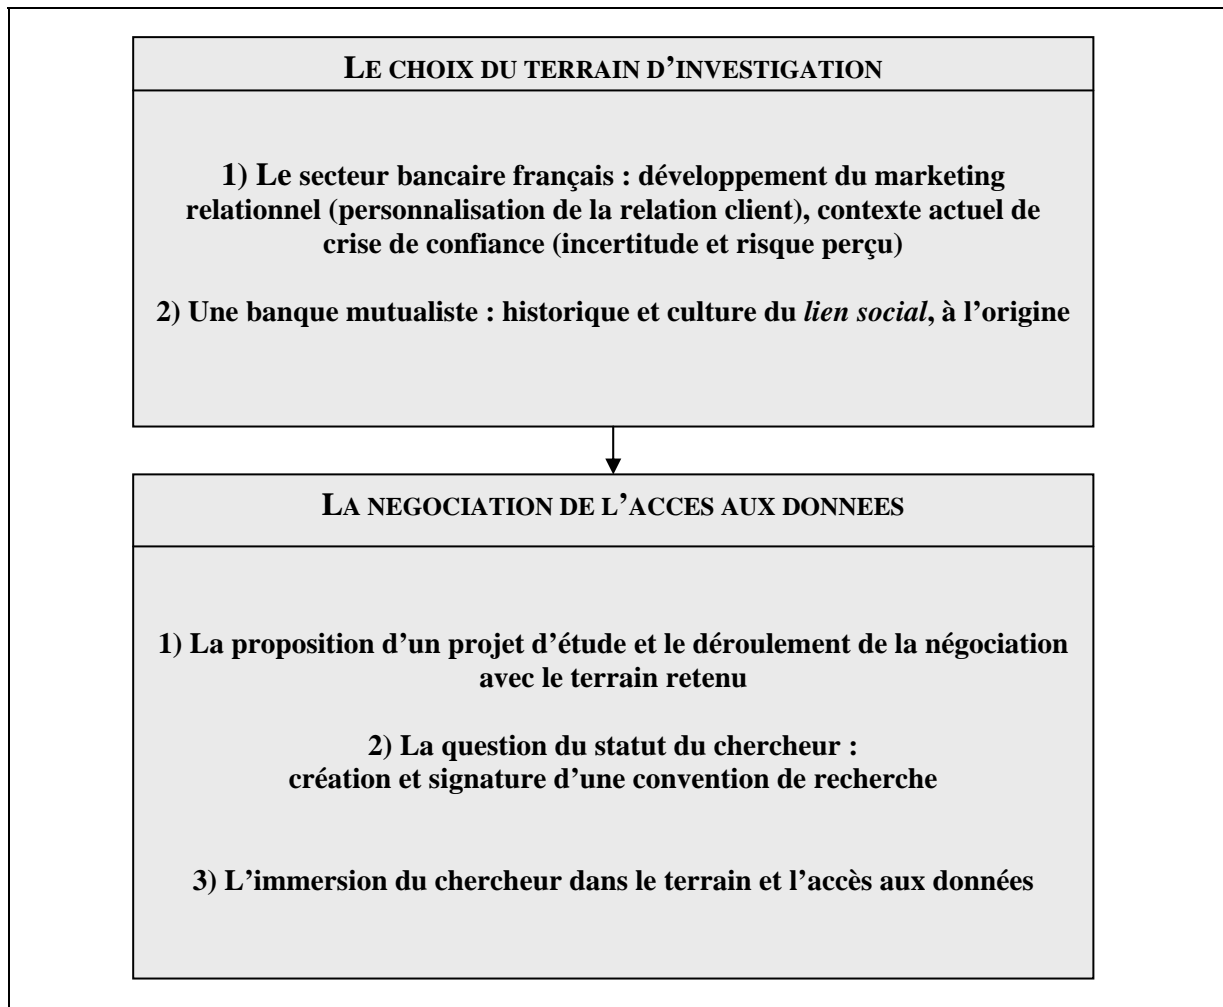 LE CHOIX DU TERRAIN D’INVESTIGATION
1) Le secteur bancaire français : développement du marketing
relationnel (personnalisation de la relation client), contexte actuel de
crise de confiance (incertitude et risque perçu)
2) Une banque mutualiste : historique et culture du lien social, à l’origine
LA NEGOCIATION DE L’ACCES AUX DONNEES
1) La proposition d’un projet d’étude et le déroulement de la négociation
avec le terrain retenu
2) La question du statut du chercheur :
création et signature d’une convention de recherche
3) L’immersion du chercheur dans le terrain et l’accès aux données